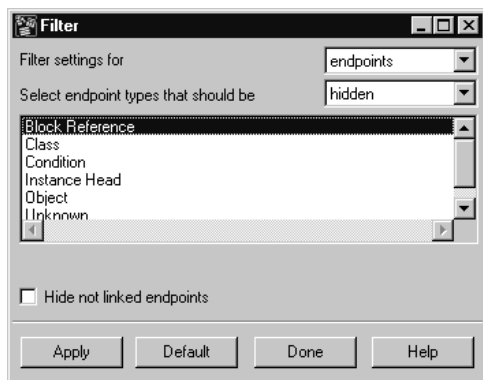 Filter
Filter settings for endpoints
Select endpoint types that should be hidden
Block Reference
Class
Condition
Instance Head
Object
Unknown
Hide not linked endpoints
Apply Default Done Help